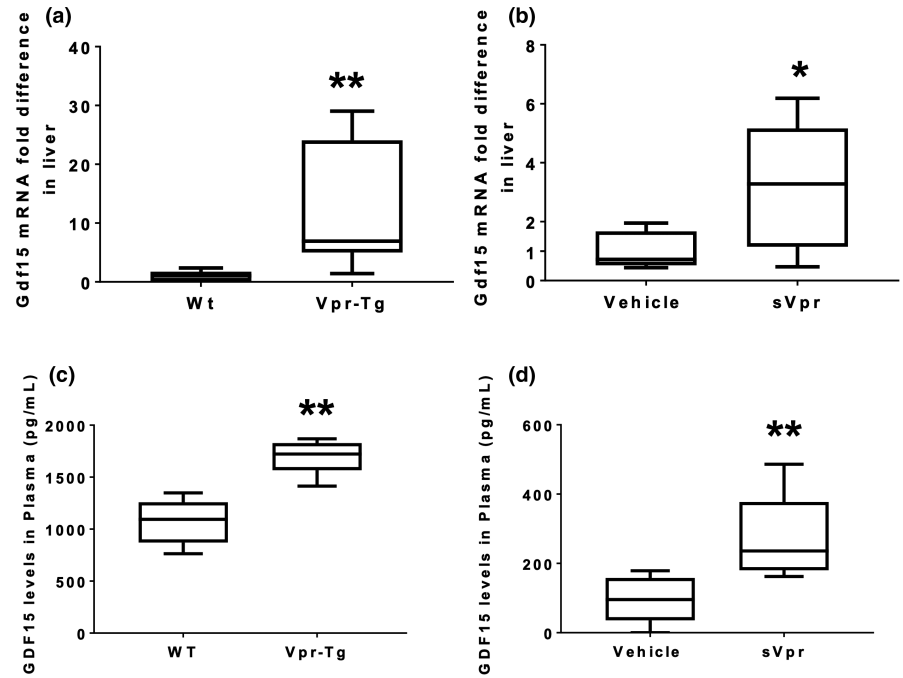 (a)
Gdf15 mRNA fold difference
in liver
40
30
20
10
0
**
Wt
Vpr-Tg
(b)
Gdf15 mRNA fold difference
in liver
8
6
4
2
1
0
*
Vehicle
sVpr
(c)
GDF15 levels in Plasma (pg/mL)
2000
1500
1000
500
0
**
WT
Vpr-Tg
(d)
GDF15 levels in Plasma (pg/mL)
600
400
200
0
**
Vehicle
sVpr